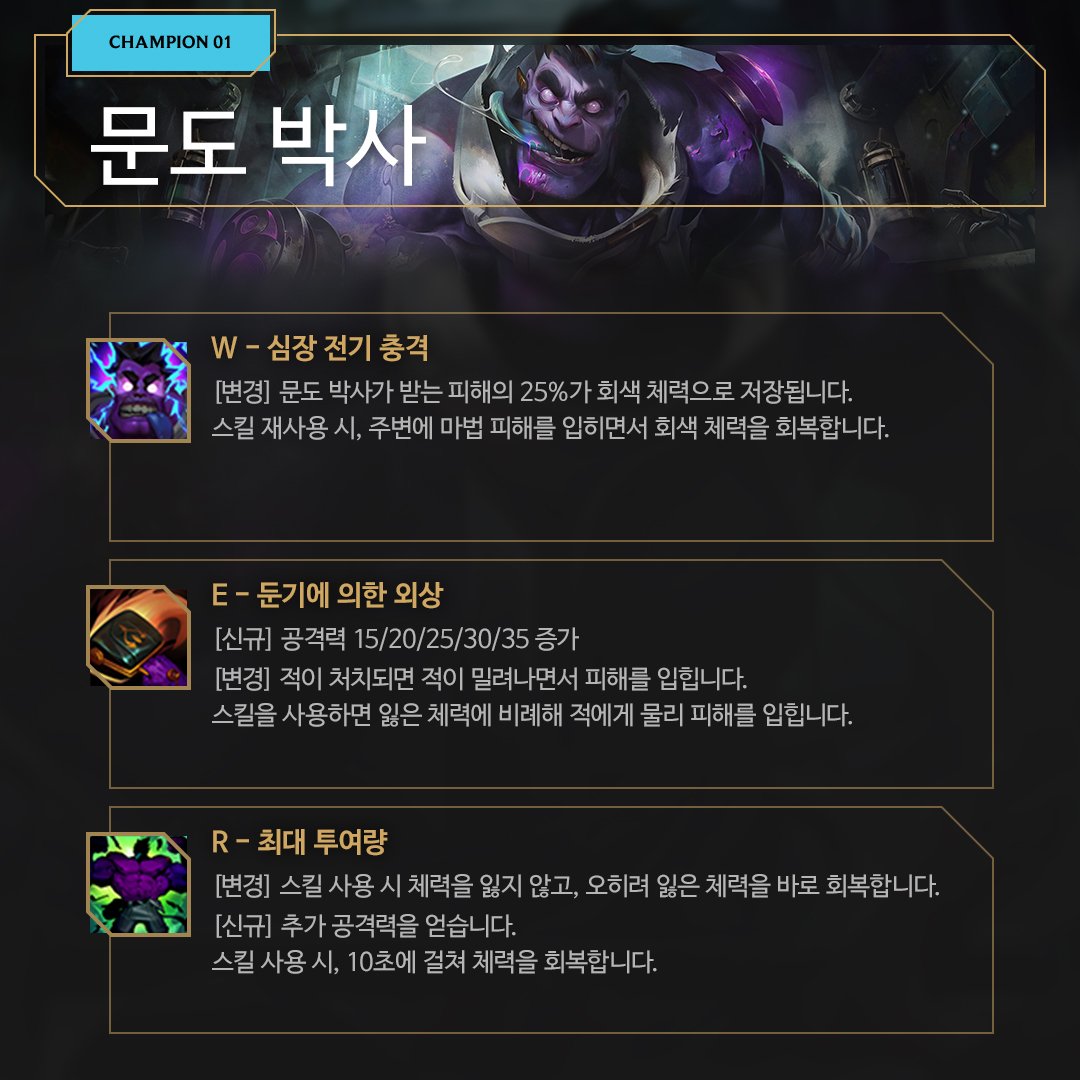 CHAMPION 01
문도 박사
W - 심장 전기 충격
[변경] 문도 박사가 받는 피해의 25%가 회색 체력으로 저장됩니다.
스킬 재사용 시, 주변에 마법 피해를 입히면서 회색 체력을 회복합니다.
E - 둔기에 의한 외상
[신규] 공격력 15/20/25/30/35 증가
[변경] 적이 처치되면 적이 밀려나면서 피해를 입힙니다.
스킬을 사용하면 잃은 체력에 비례해 적에게 물리 피해를 입힙니다.
R - 최대 투여량
[변경] 스킬 사용 시 체력을 잃지 않고, 오히려 잃은 체력을 바로 회복합니다.
[신규] 추가 공격력을 얻습니다.
스킬 사용 시, 10초에 걸쳐 체력을 회복합니다.